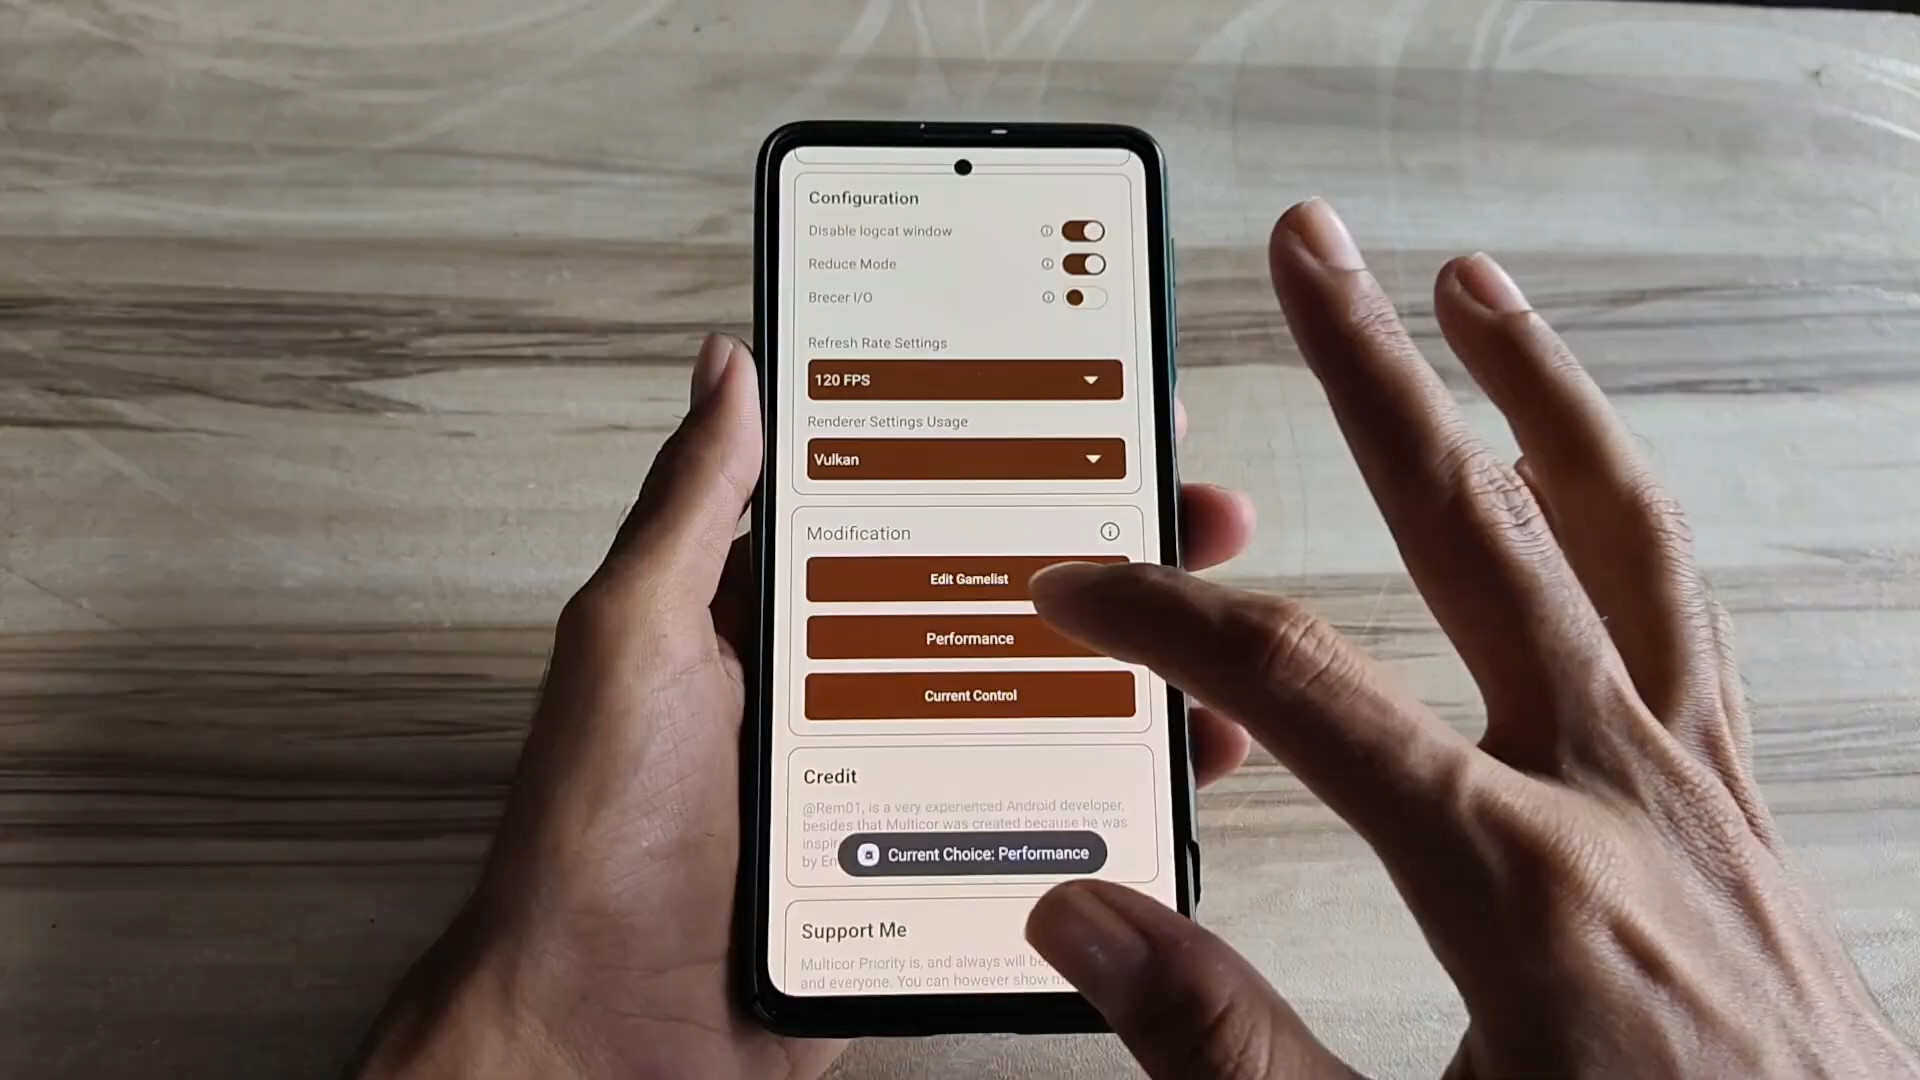 Configuration
Disable logcat window
Reduce Mode
Brecer I/O
Refresh Rate Settings
120 FPS
Renderer Settings Usage
Vulkan
Modification
Edit Gamelist
Performance
Current Control
Credit
@Rem01, is a very experienced Android developer,
besides that Multicor was created because he was
inspir
by En
Current Choice: Performance
Support Me
Multicor Priority is, and always will be,
and everyone. You can however show